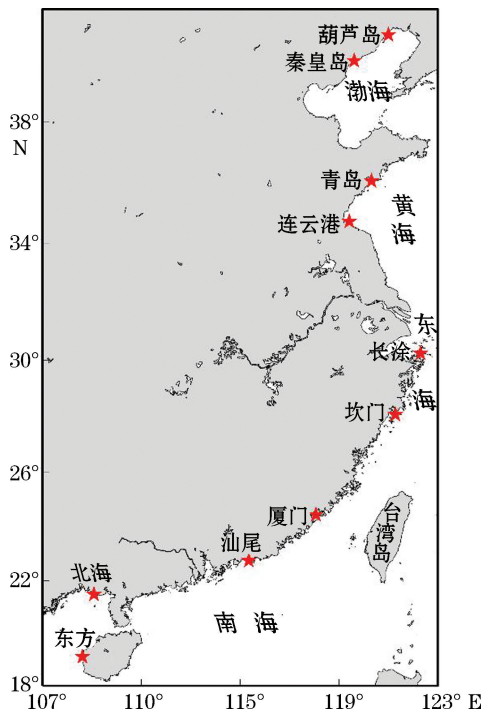 葫芦岛
秦皇岛
渤海
38°
N
青岛
黄
海
连云港
34°
东
长涂
30°
海
坎门
26°
厦门
台
湾
岛
汕尾
22°
北海
南 海
东方
18°
107° 110° 115° 119° 123° E